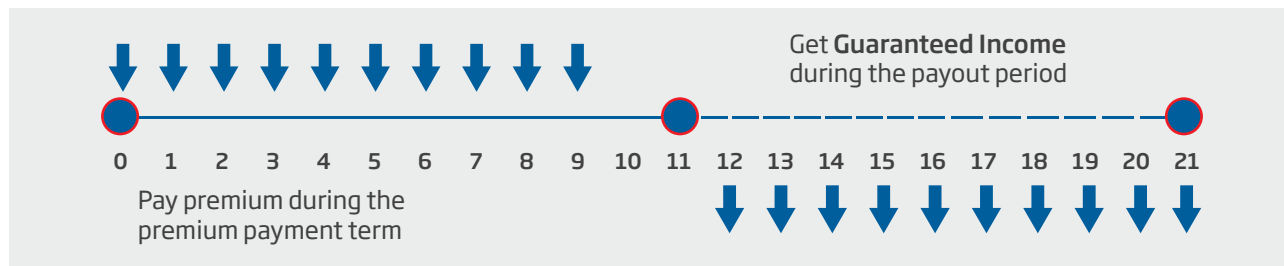 Get Guaranteed Income
during the payout period
0 1 2 3 4 5 6 7 8 9 10 11 12 13 14 15 16 17 18 19 20 21
Pay premium during the
premium payment term